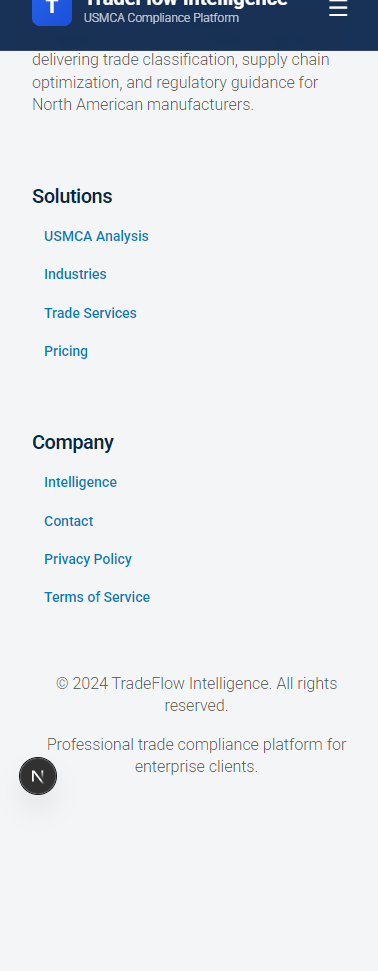 T
TradeFlow Intelligence
USMCA Compliance Platform
delivering trade classification, supply chain
optimization, and regulatory guidance for
North American manufacturers.
Solutions
USMCA Analysis
Industries
Trade Services
Pricing
Company
Intelligence
Contact
Privacy Policy
Terms of Service
© 2024 TradeFlow Intelligence. All rights
reserved.
Professional trade compliance platform for
enterprise clients.
N